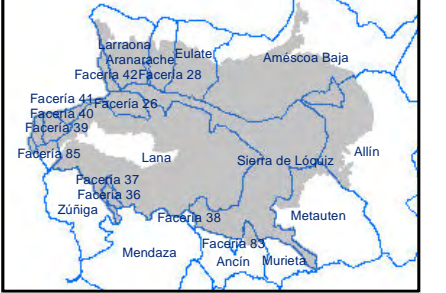 Larraona
Aranarache
Eulate
Améscoa Baja
Facería 42
Facería 28
Facería 41
Facería 26
Facería 40
Facería 39
Allín
Facería 85
Lana
Sierra de Lóquiz
Facería 37
Facería 36
Zúñiga
Facería 38
Metauten
Mendaza
Facería 83
Ancín
Murieta